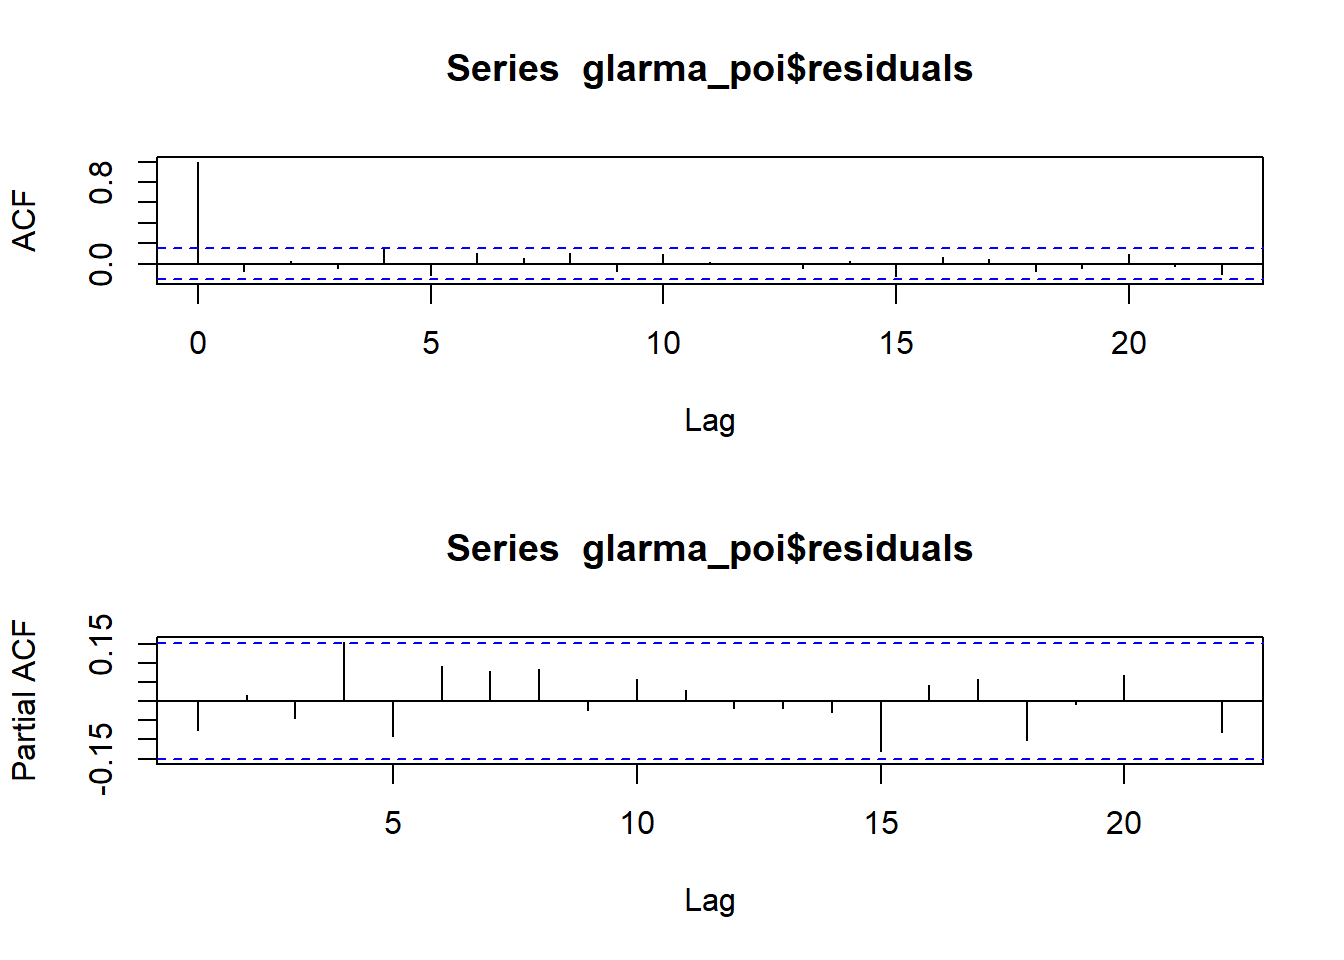 Series  glarma_poi$residuals
ACF
0.8
0.0
0 5 10 15 20
Lag
Series  glarma_poi$residuals
Partial ACF
0.15
-0.15
5 10 15 20
Lag